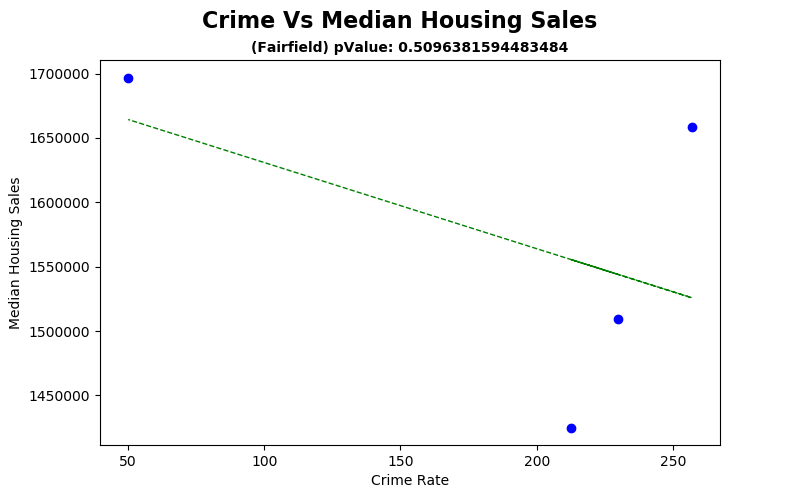 Crime Vs Median Housing Sales
(Fairfield) pValue: 0.5096381594483484
1700000
1650000
1600000
1550000
1500000
1450000
Median Housing Sales
50
100
150
200
250
Crime Rate